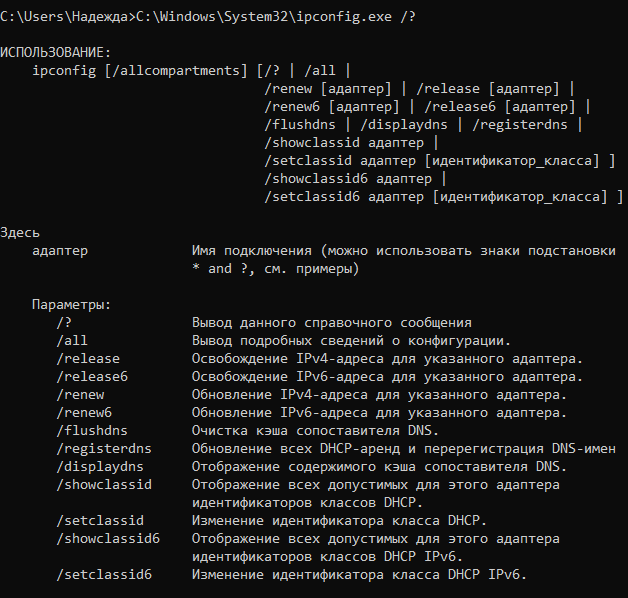 C:\Users\Надежда>C:\Windows\System32\ipconfig.exe /?
ИСПОЛЬЗОВАНИЕ:
ipconfig [/allcompartments] [/? | /all |
/renew [адаптер] | /release [адаптер] |
/renew6 [адаптер] | /release6 [адаптер] |
/flushdns | /displaydns | /registerdns |
/showclassid адаптер |
/setclassid адаптер [идентификатор_класса] ]
/showclassid6 адаптер |
/setclassid6 адаптер [идентификатор_класса] ]
Здесь
адаптер Имя подключения (можно использовать знаки подстановки
* and ?, см. примеры)
Параметры:
/? Вывод данного справочного сообщения
/all Вывод подробных сведений о конфигурации.
/release Освобождение IPv4-адреса для указанного адаптера.
/release6 Освобождение IPv6-адреса для указанного адаптера.
/renew Обновление IPv4-адреса для указанного адаптера.
/renew6 Обновление IPv6-адреса для указанного адаптера.
/flushdns Очистка кэша сопоставителя DNS.
/registerdns Обновление всех DHCP-аренд и перерегистрация DNS-имен
/displaydns Отображение содержимого кэша сопоставителя DNS.
/showclassid Отображение всех допустимых для этого адаптера
идентификаторов классов DHCP.
/setclassid Изменение идентификатора класса DHCP.
/showclassid6 Отображение всех допустимых для этого адаптера
идентификаторов классов DHCP IPv6.
/setclassid6 Изменение идентификатора класса DHCP IPv6.